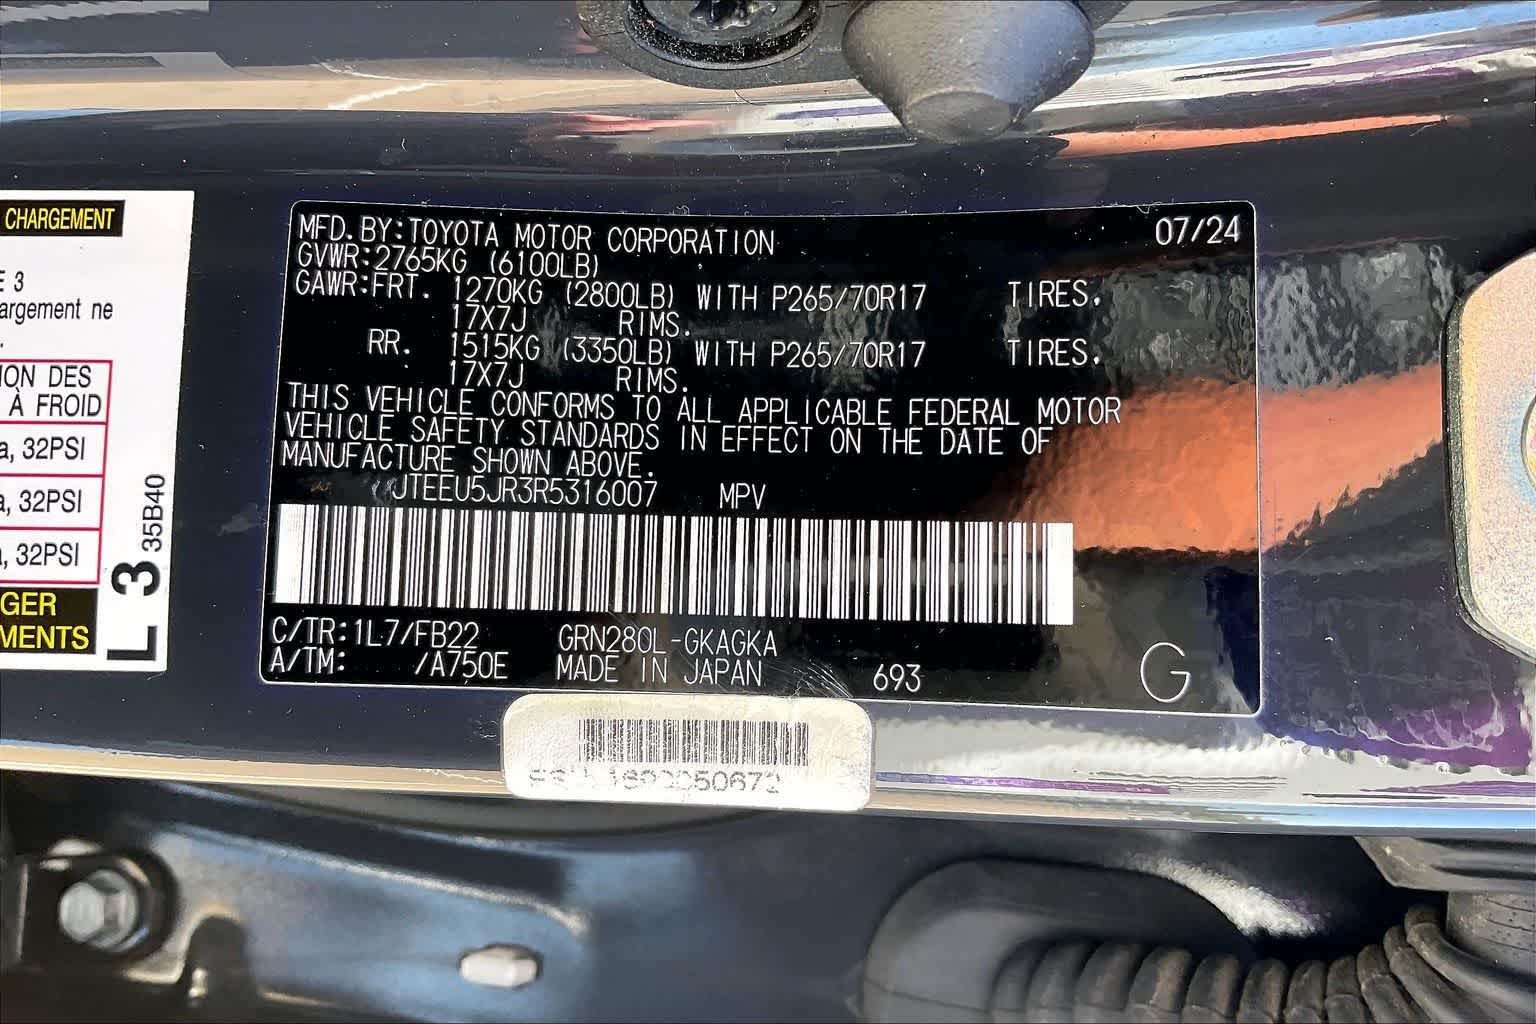 CHARGEMENT
E 3
argement ne
ION DES
À FROID
a, 32PSI
a, 32PSI
a, 32PSI
GER
MENTS
L 3 35B40
MFD. BY: TOYOTA MOTOR CORPORATION 07/24
GVWR: 2765KG (6100LB)
GAWR: FRT. 1270KG (2800LB) WITH P265/70R17 TIRES.
17X7J RIMS.
RR. 1515KG (3350LB) WITH P265/70R17 TIRES.
17X7J RIMS.
THIS VEHICLE CONFORMS TO ALL APPLICABLE FEDERAL MOTOR
VEHICLE SAFETY STANDARDS IN EFFECT ON THE DATE OF
MANUFACTURE SHOWN ABOVE.
JTEEU5JR3R5316007 MPV
C/TR: 1L7/FB22 GRN280L-GKAGKA
A/TM: /A750E MADE IN JAPAN 693 G